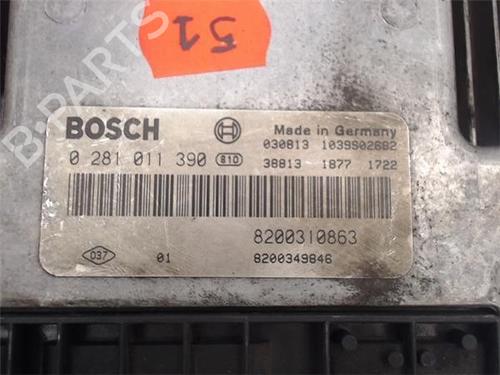 51
B-PARTS
BOSCH
Made in Germany
030813 1039S02682
0 281 011 390 810
38813 1877 1722
8200310863
D37 01 8200349846